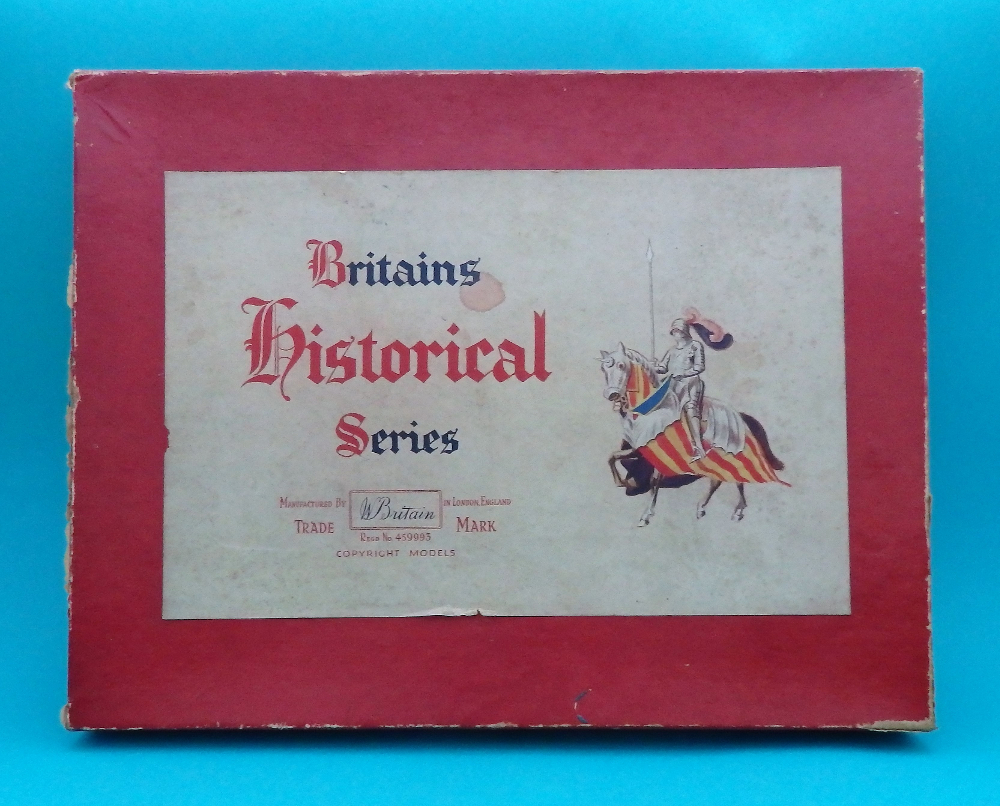 Britains
Historical
Series
Manufactured By W Britain in London, England
Trade Mark
Regd No 459993
Copyright Models